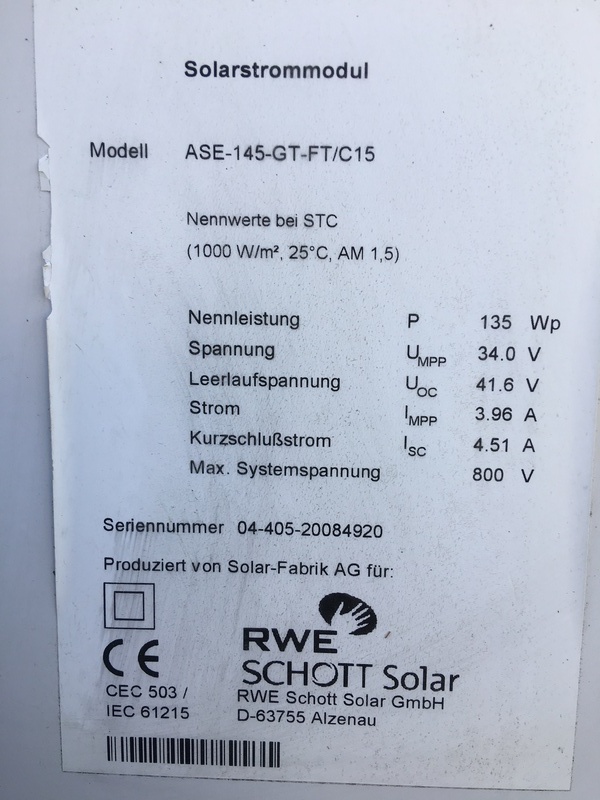 Solarstrommodul
Modell ASE-145-GT-FT/C15
Nennwerte bei STC
(1000 W/m², 25°C, AM 1,5)
Nennleistung P 135 Wp
Spannung UMPP 34.0 V
Leerlaufspannung UOC 41.6 V
Strom IMPP 3.96 A
Kurzschlußstrom ISC 4.51 A
Max. Systemspannung 800 V
Seriennummer 04-405-20084920
Produziert von Solar-Fabrik AG für:
RWE
SCHOTT Solar
CE
CEC 503 /
IEC 61215
RWE Schott Solar GmbH
D-63755 Alzenau